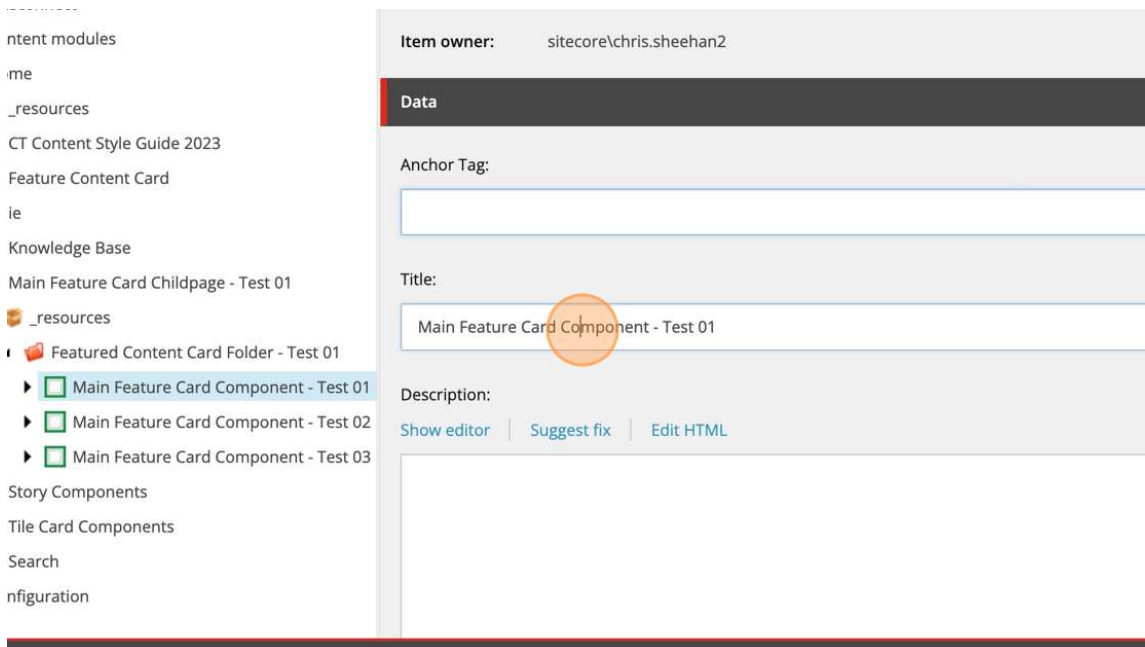 ntent modules
me
_resources
CT Content Style Guide 2023
Feature Content Card
ie
Knowledge Base
Main Feature Card Childpage - Test 01
_resources
Featured Content Card Folder - Test 01
Main Feature Card Component - Test 01
Main Feature Card Component - Test 02
Main Feature Card Component - Test 03
Story Components
Tile Card Components
Search
nfiguration
Item owner: sitecore\chris.sheehan2
Data
Anchor Tag:
Title:
Main Feature Card Component - Test 01
Description:
Show editor Suggest fix Edit HTML